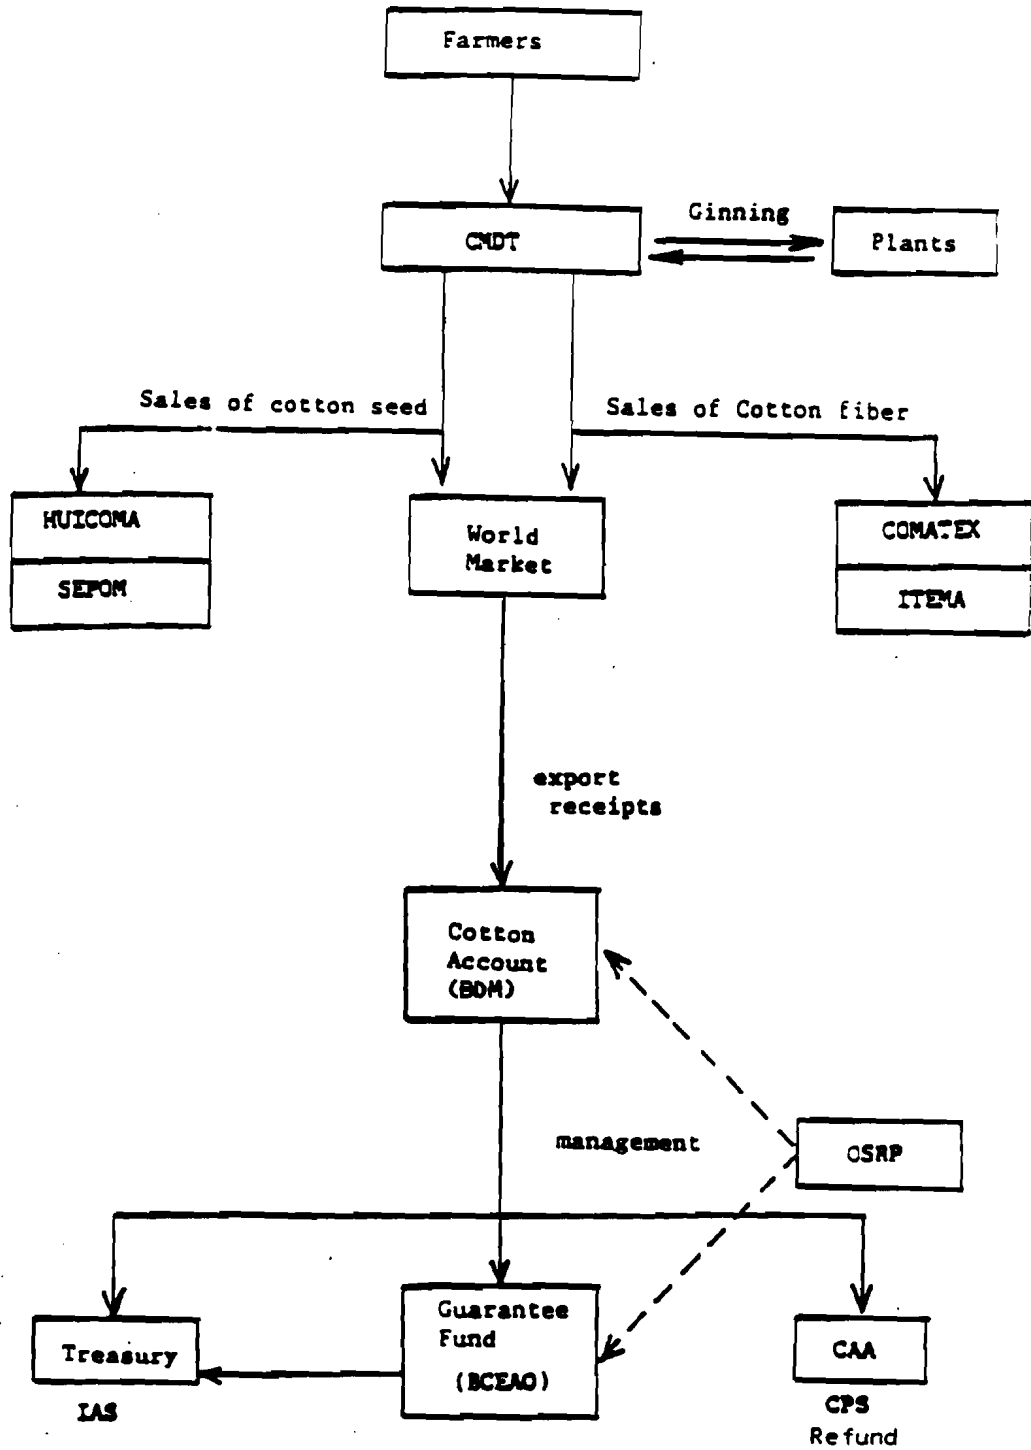 Farmers
CMDT
Ginning
Plants
Sales of cotton seed
Sales of Cotton fiber
HUICOMA
SEPOM
World
Market
COMATEX
ITEMA
export
receipts
Cotton
Account
(BDM)
management
OSRP
Treasury
IAS
Guarantee
Fund
(BCEAO)
CAA
CPS
Refund